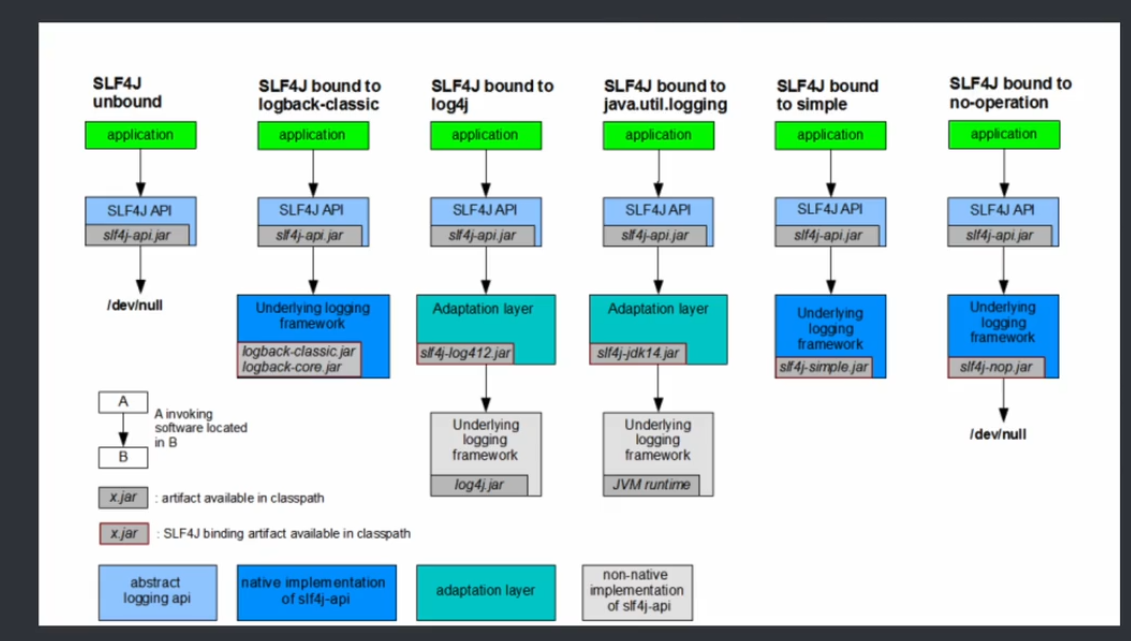 SLF4J
unbound
SLF4J bound to
logback-classic
SLF4J bound to
log4j
SLF4J bound to
java.util.logging
SLF4J bound
to simple
SLF4J bound to
no-operation
application
application
application
application
application
application
SLF4J API
slf4j-api.jar
SLF4J API
slf4j-api.jar
SLF4J API
slf4j-api.jar
SLF4J API
slf4j-api.jar
SLF4J API
slf4j-api.jar
SLF4J API
slf4j-api.jar
/dev/null
Underlying logging
framework
logback-classic.jar
logback-core.jar
Adaptation layer
slf4j-log412.jar
Adaptation layer
slf4j-jdk14.jar
Underlying
logging
framework
slf4j-simple.jar
Underlying
logging
framework
slf4j-nop.jar
Underlying
logging
framework
log4j.jar
Underlying
logging
framework
JVM runtime
/dev/null
A
B
A invoking
software located
in B
x.jar : artifact available in classpath
x.jar : SLF4J binding artifact available in classpath
abstract
logging api
native implementation
of slf4j-api
adaptation layer
non-native
implementation
of slf4j-api